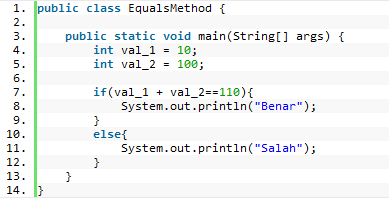 1. public class EqualsMethod {
2.
3.     public static void main(String[] args) {
4.         int val_1 = 10;
5.         int val_2 = 100;
6.
7.         if(val_1 + val_2==110){
8.             System.out.println("Benar");
9.         }
10.         else{
11.             System.out.println("Salah");
12.         }
13.     }
14. }